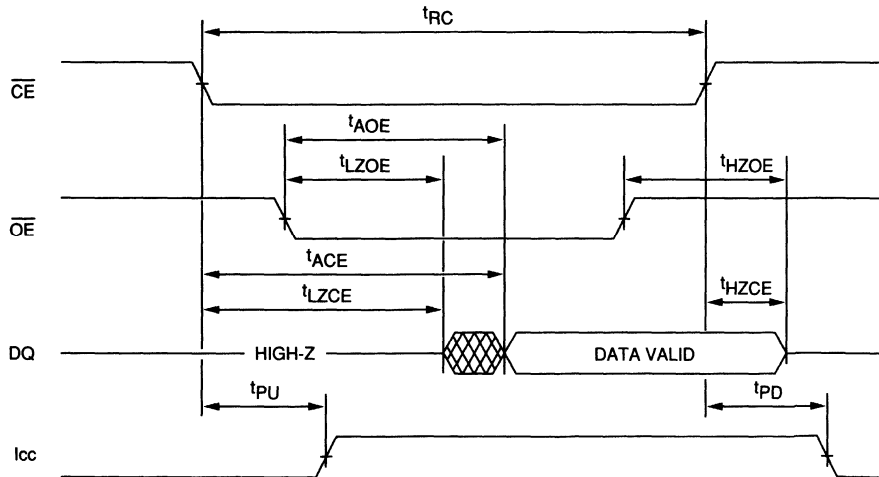 tRC
CE
tAOE
tLZOE
tHZOE
OE
tACE
tLZCE
tHZCE
DQ
HIGH-Z
DATA VALID
tPU
tPD
Icc